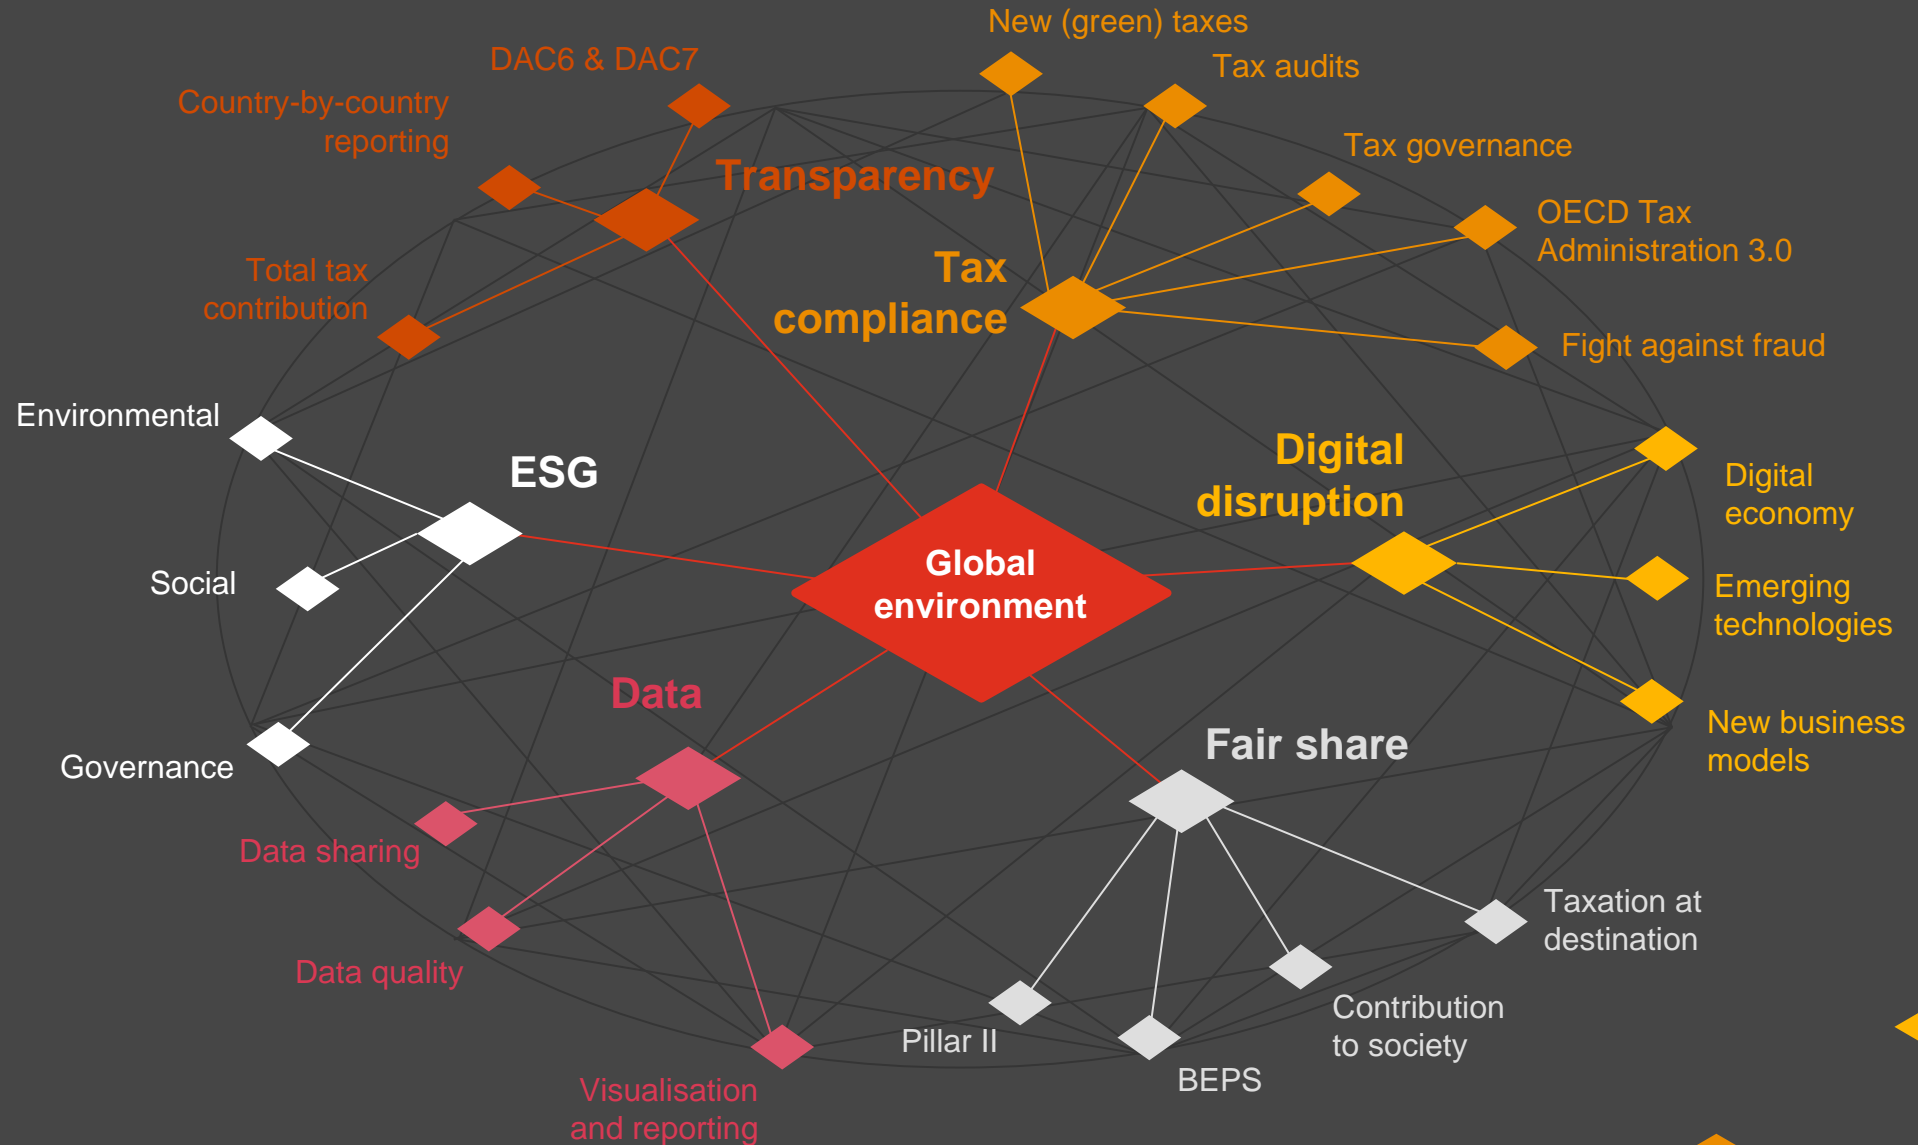 New (green) taxes
DAC6 & DAC7
Tax audits
Country-by-country
reporting
Tax governance
Transparency
OECD Tax
Administration 3.0
Tax
compliance
Total tax
contribution
Fight against fraud
Environmental
ESG
Digital
disruption
Digital
economy
Global
environment
Social
Emerging
technologies
Data
Fair share
New business
models
Governance
Data sharing
Taxation at
destination
Data quality
Contribution
to society
Pillar II
BEPS
Visualisation
and reporting